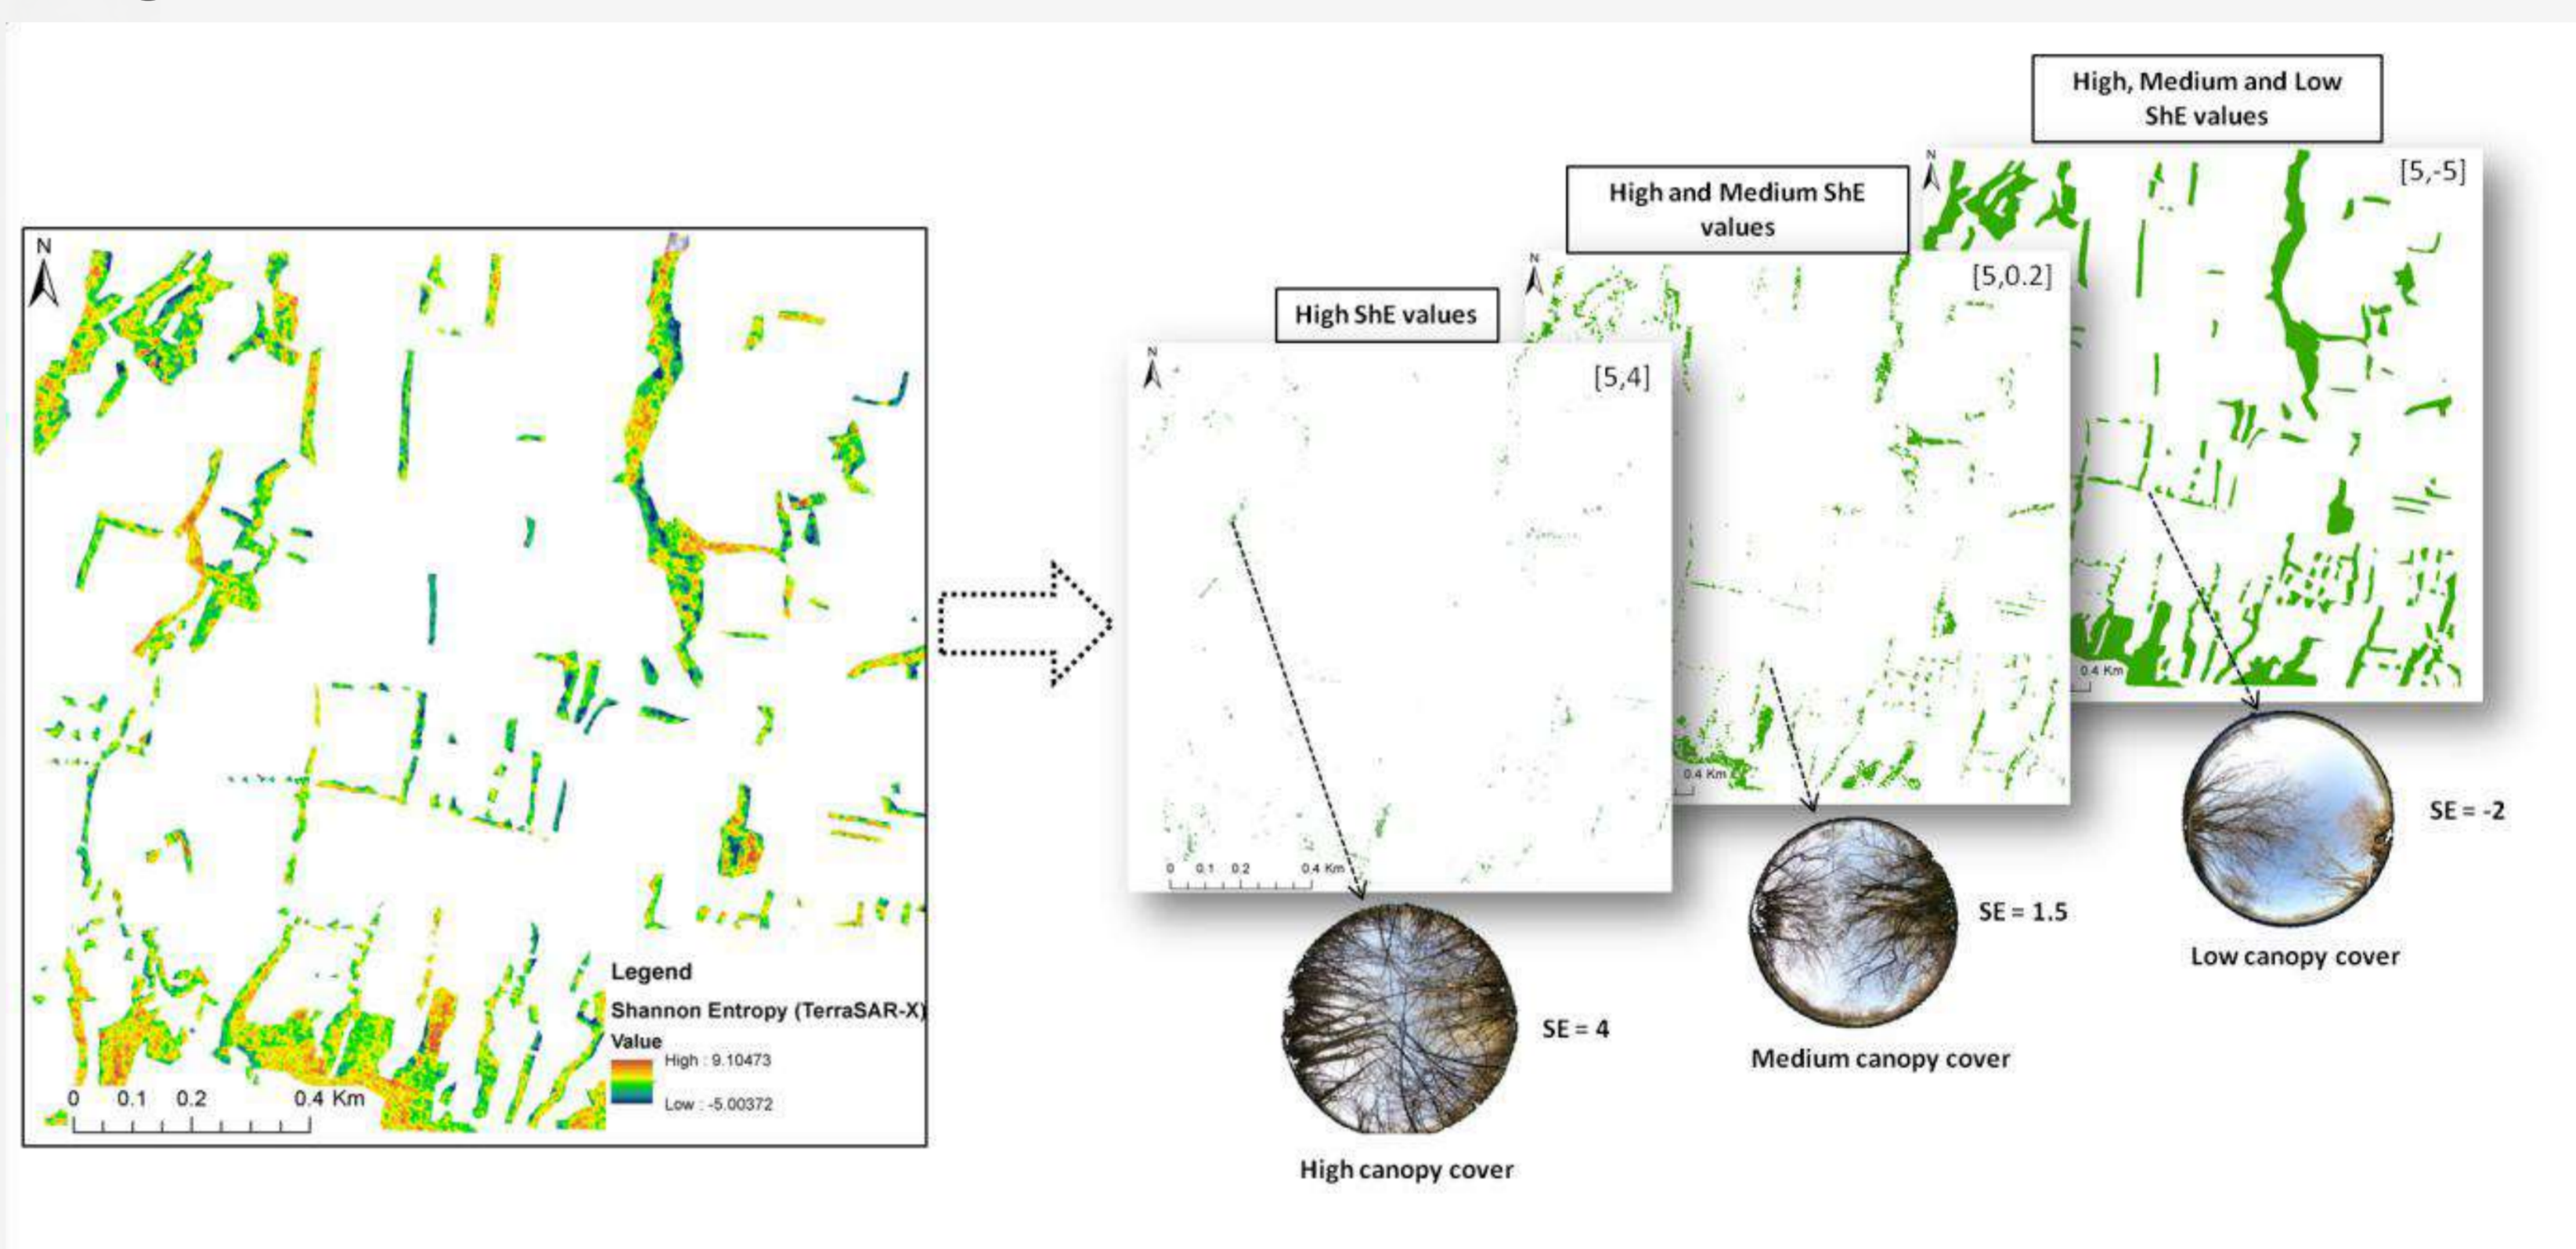 N
Legend
Shannon Entropy (TerraSAR-X)
Value
High : 9.10473
Low : -5.00372
0 0.1 0.2 0.4 Km
High ShE values
N
[5,4]
0 0.1 0.2 0.4 Km
SE = 4
High canopy cover
High and Medium ShE
values
N
[5,0.2]
0.4 Km
SE = 1.5
Medium canopy cover
High, Medium and Low
ShE values
N
[5,-5]
0.4 Km
SE = -2
Low canopy cover